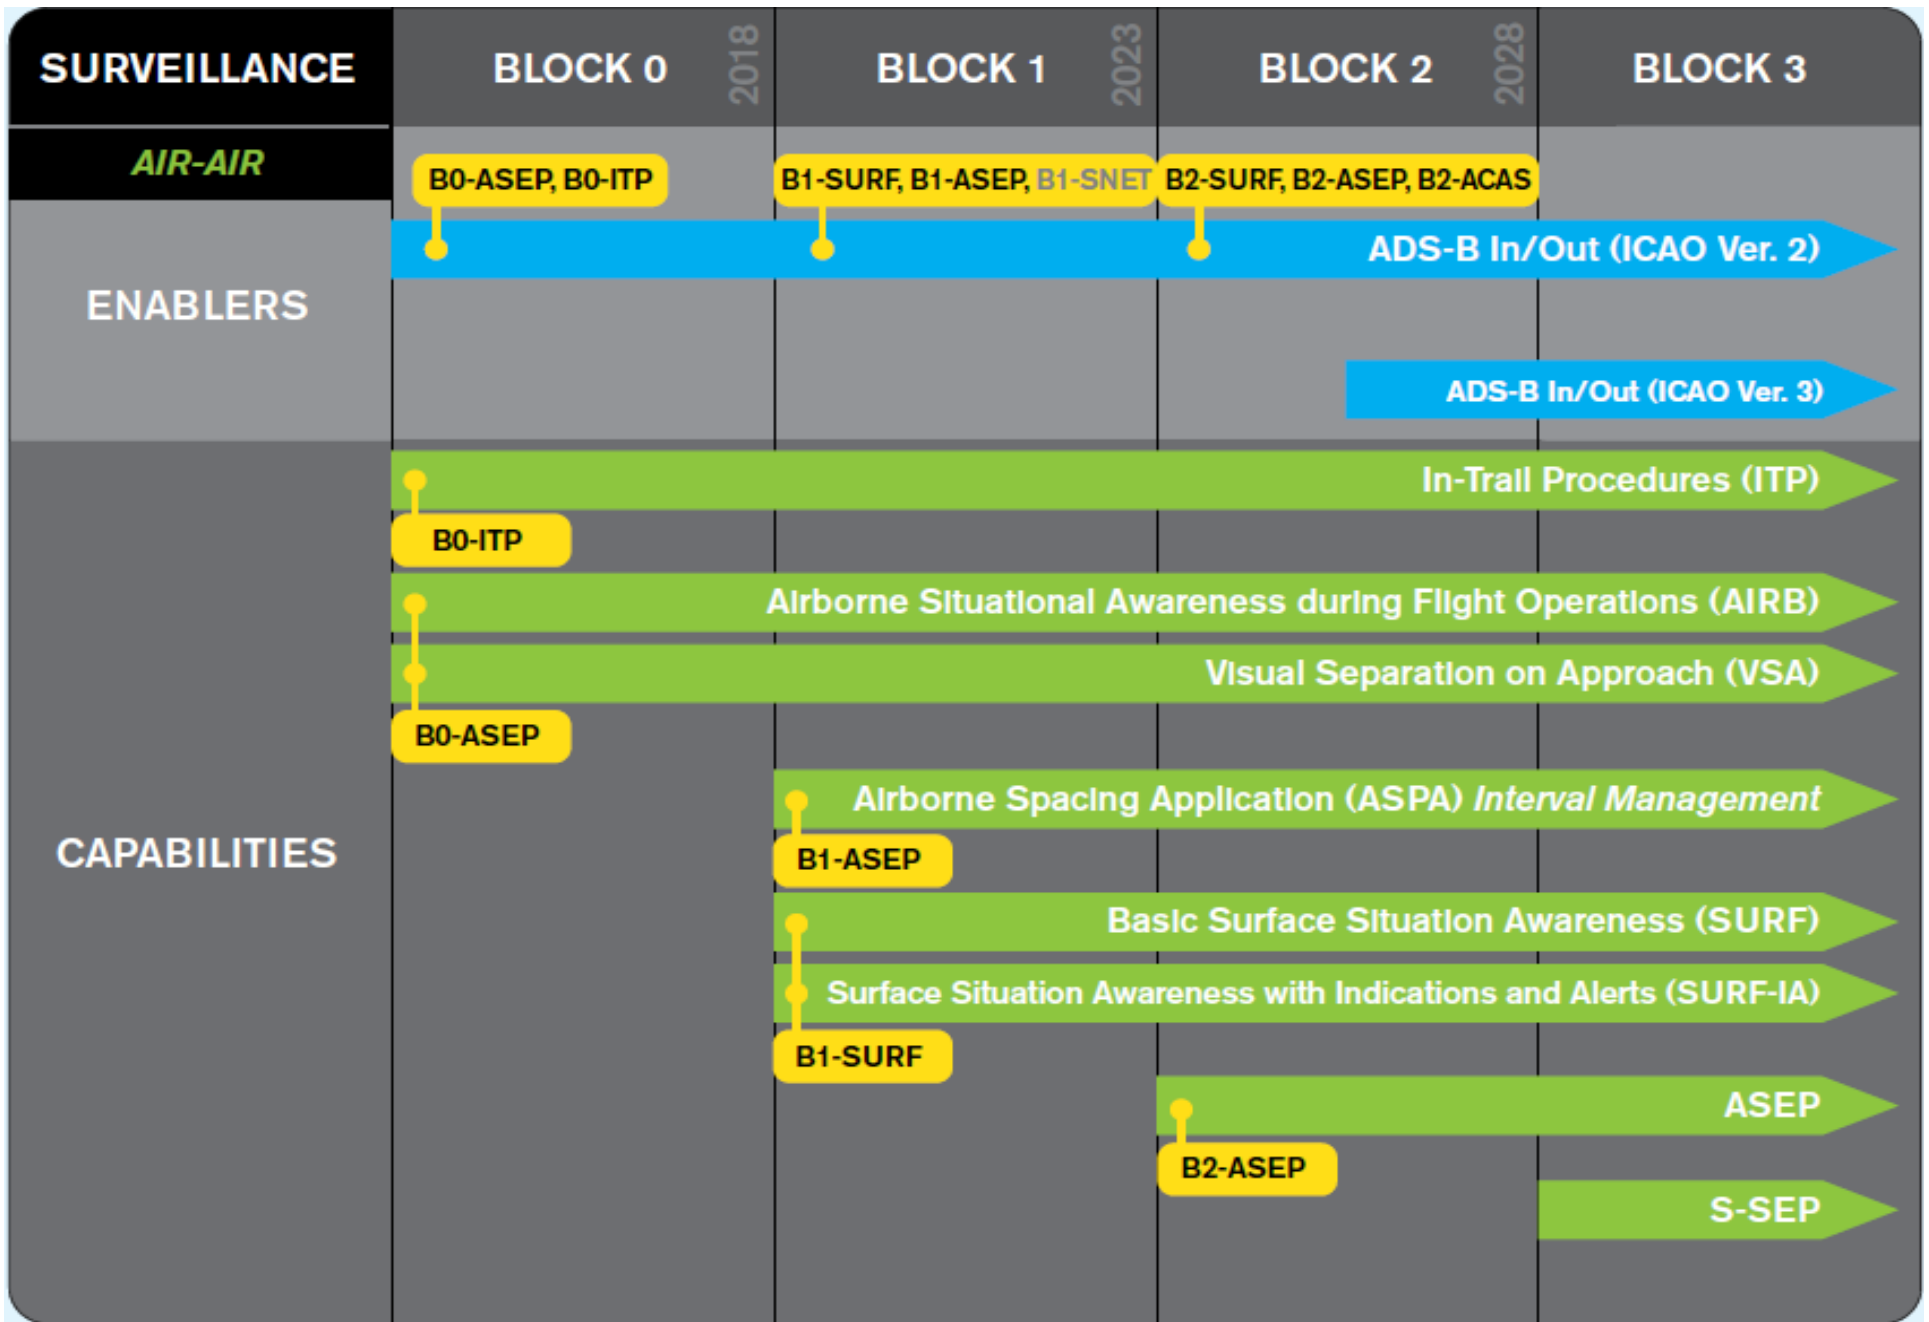 SURVEILLANCE
BLOCK 0
2018
BLOCK 1
2023
BLOCK 2
2028
BLOCK 3
AIR-AIR
B0-ASEP, B0-ITP
B1-SURF, B1-ASEP, B1-SNET
B2-SURF, B2-ASEP, B2-ACAS
ADS-B In/Out (ICAO Ver. 2)
ENABLERS
ADS-B In/Out (ICAO Ver. 3)
In-Trail Procedures (ITP)
B0-ITP
Airborne Situational Awareness during Flight Operations (AIRB)
Visual Separation on Approach (VSA)
B0-ASEP
Airborne Spacing Application (ASPA) Interval Management
CAPABILITIES
B1-ASEP
Basic Surface Situation Awareness (SURF)
Surface Situation Awareness with Indications and Alerts (SURF-IA)
B1-SURF
ASEP
B2-ASEP
S-SEP